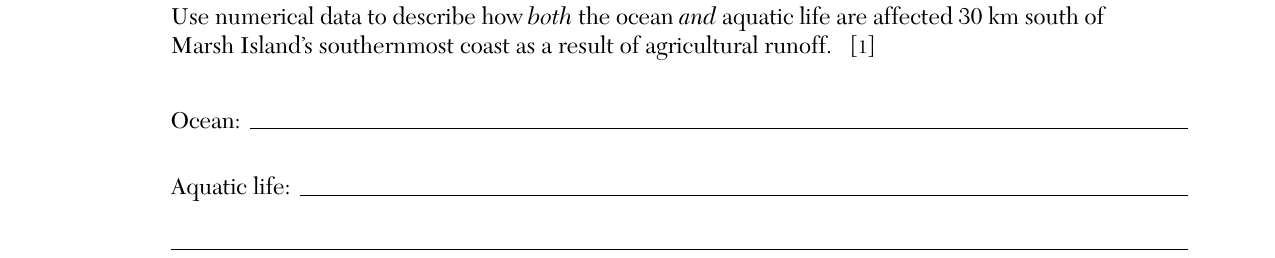 Use numerical data to describe how both the ocean and aquatic life are affected 30 km south of
Marsh Island’s southernmost coast as a result of agricultural runoff. [1]
Ocean:
Aquatic life: